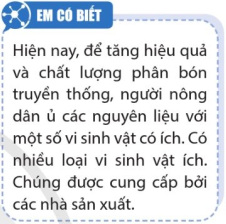 EM CÓ BIẾT
Hiện nay, để tăng hiệu quả
và chất lượng phân bón
truyền thống, người nông
dân ủ các nguyên liệu với
một số vi sinh vật có ích. Có
nhiều loại vi sinh vật ích.
Chúng được cung cấp bởi
các nhà sản xuất.